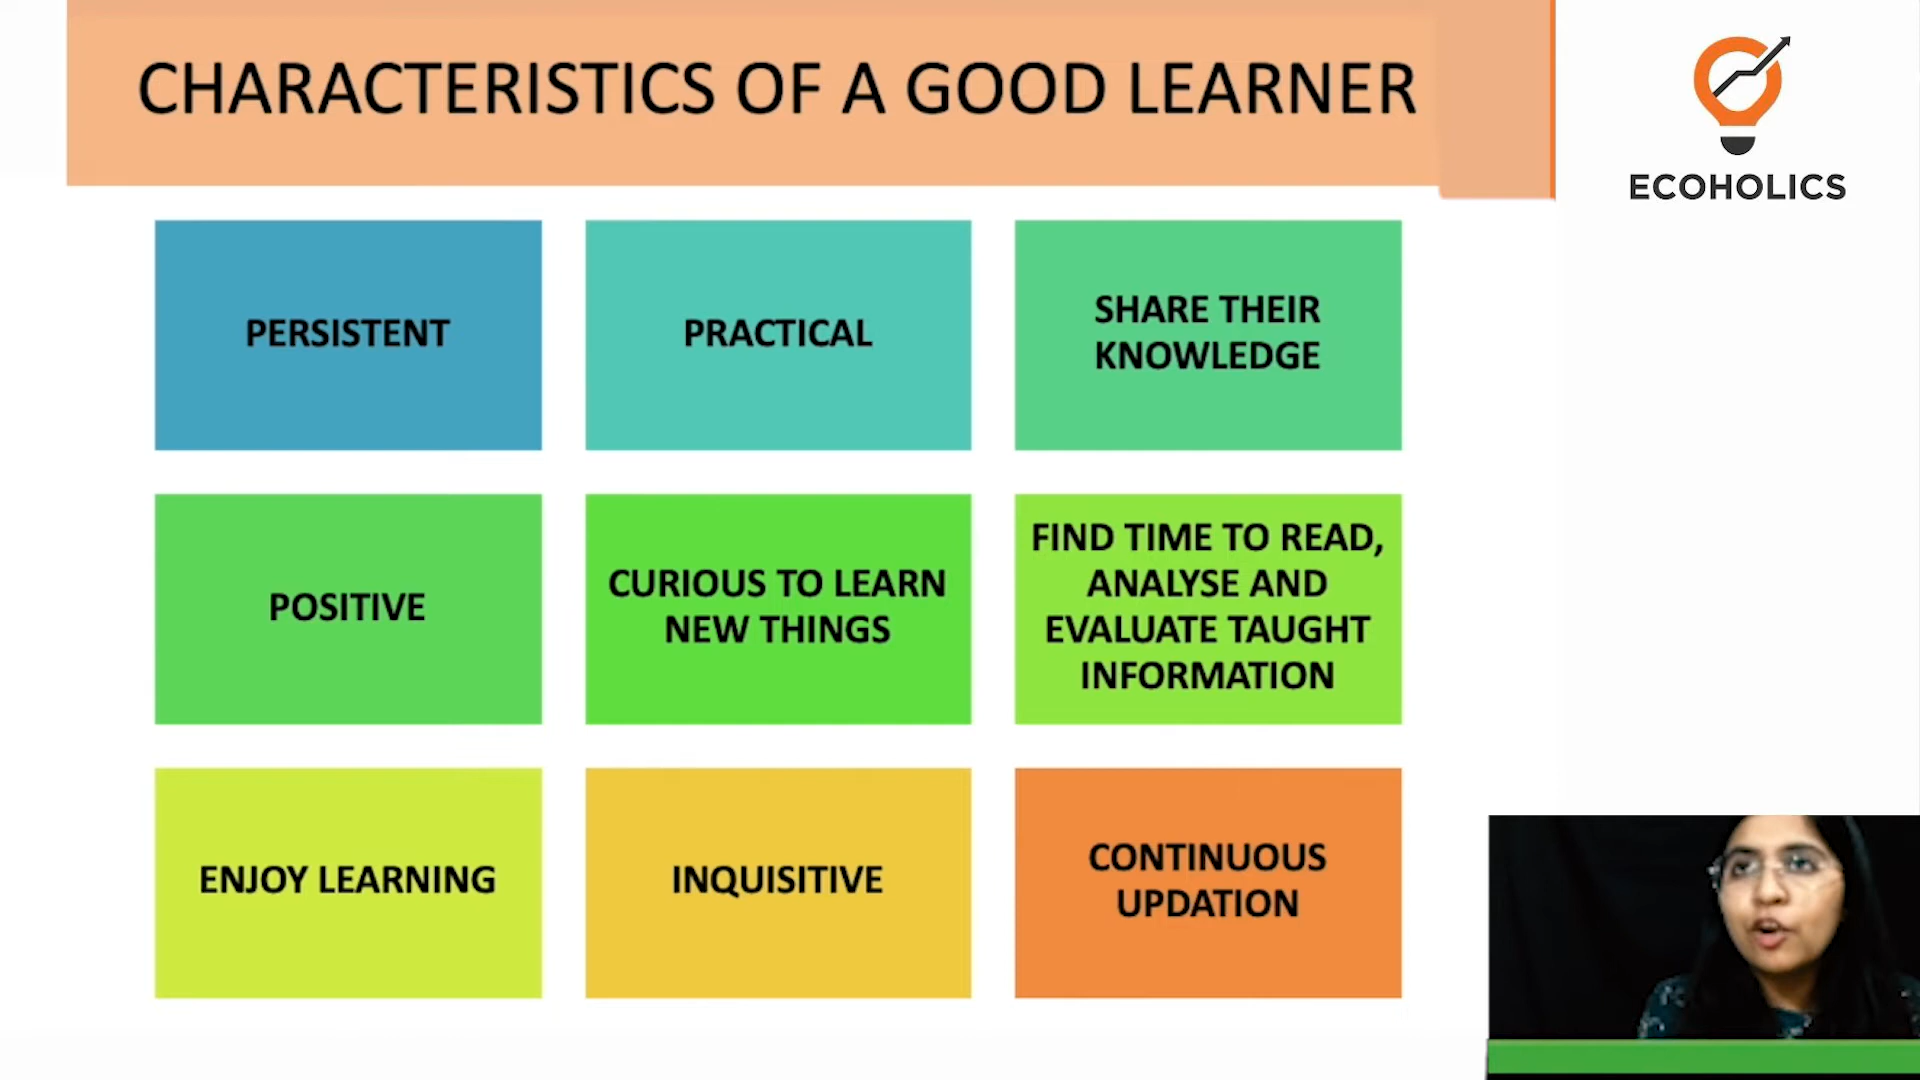 CHARACTERISTICS OF A GOOD LEARNER
ECOHOLICS
PERSISTENT
PRACTICAL
SHARE THEIR
KNOWLEDGE
POSITIVE
CURIOUS TO LEARN
NEW THINGS
FIND TIME TO READ,
ANALYSE AND
EVALUATE TAUGHT
INFORMATION
ENJOY LEARNING
INQUISITIVE
CONTINUOUS
UPDATION